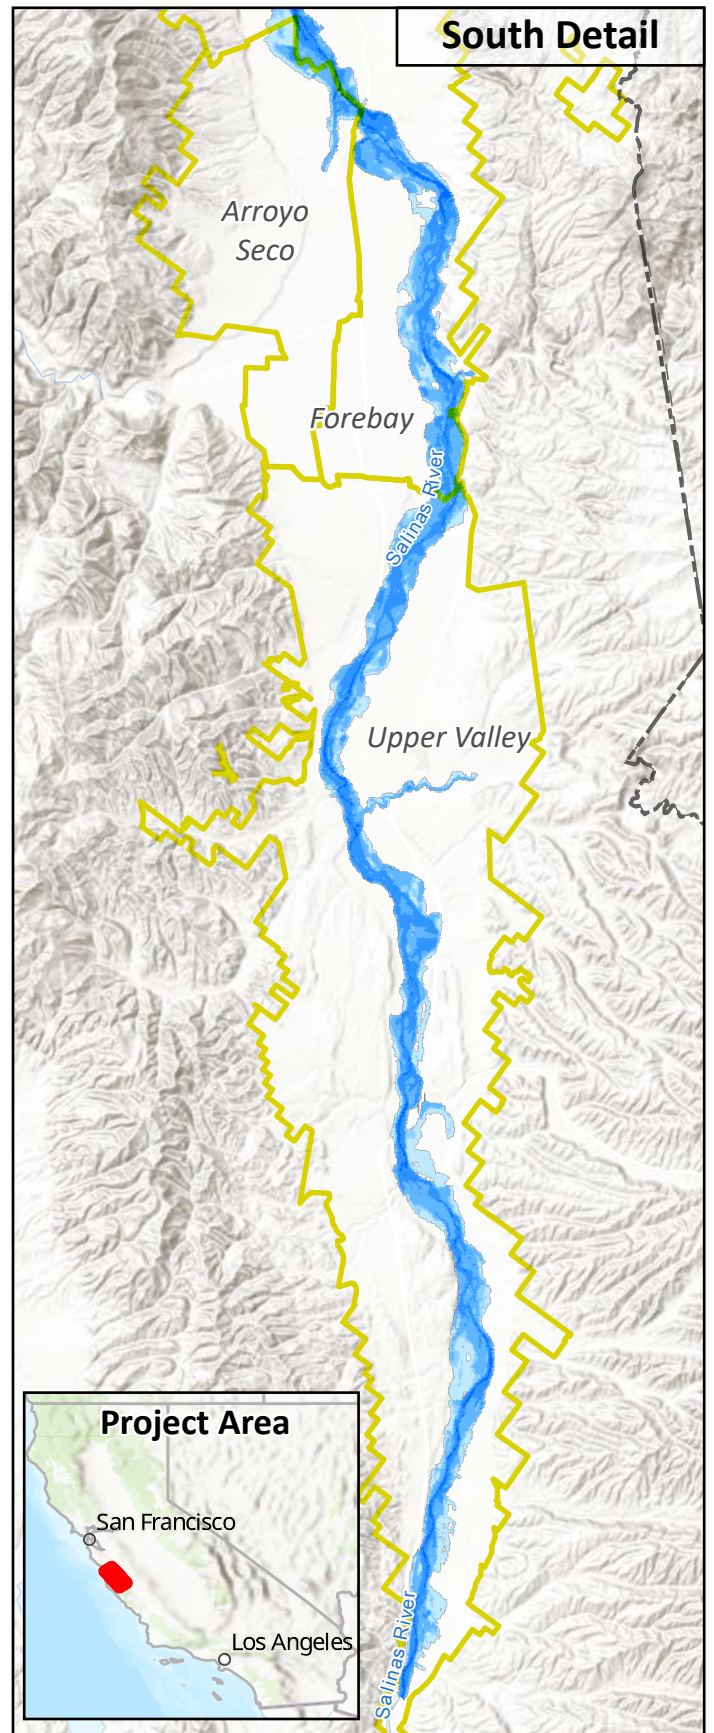 South Detail
Arroyo
Seco
Forebay
Salinas River
Upper Valley
Project Area
San Francisco
Los Angeles
Salinas River